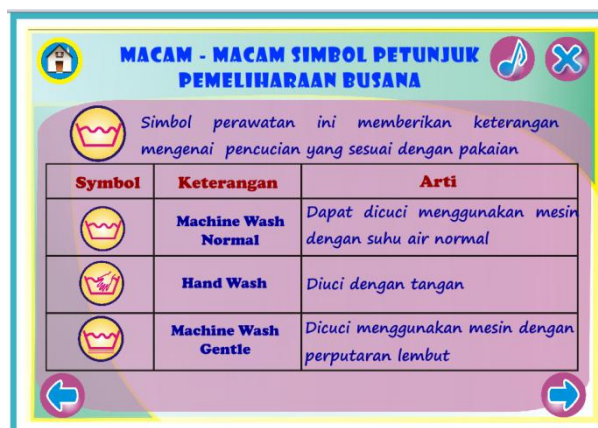 MACAM - MACAM SIMBOL PETUNJUK
PEMELIHARAAN BUSANA
Simbol perawatan ini memberikan keterangan
mengenai pencucian yang sesuai dengan pakaian
Symbol Keterangan Arti
Machine Wash
Normal
Dapat dicuci menggunakan mesin
dengan suhu air normal
Hand Wash
Diuci dengan tangan
Machine Wash
Gentle
Dicuci menggunakan mesin dengan
perputaran lembut